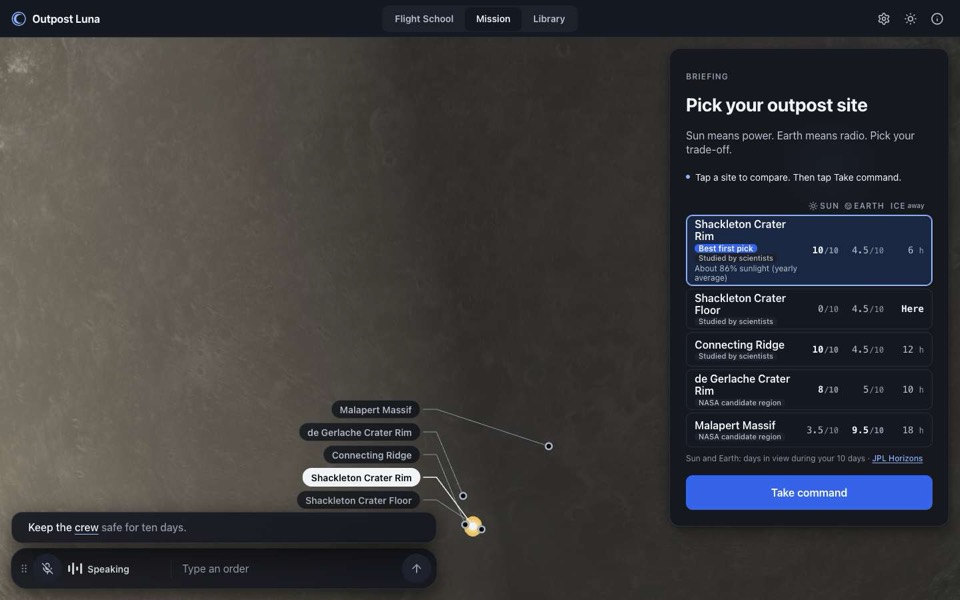 Outpost Luna
Flight School
Mission
Library
BRIEFING
Pick your outpost site
Sun means power. Earth means radio. Pick your
trade-off.
Tap a site to compare. Then tap Take command.
SUN EARTH ICE away
Shackleton Crater
Rim
Best first pick
Studied by scientists
About 86% sunlight (yearly
average)
10/10 4.5/10 6 h
Shackleton Crater
Floor
Studied by scientists
0/10 4.5/10 Here
Connecting Ridge
Studied by scientists
10/10 4.5/10 12 h
de Gerlache Crater
Rim
NASA candidate region
8/10 5/10 10 h
Malapert Massif
NASA candidate region
3.5/10 9.5/10 18 h
Sun and Earth: days in view during your 10 days · JPL Horizons
Take command
Malapert Massif
de Gerlache Crater Rim
Connecting Ridge
Shackleton Crater Rim
Shackleton Crater Floor
Keep the crew safe for ten days.
Speaking
Type an order